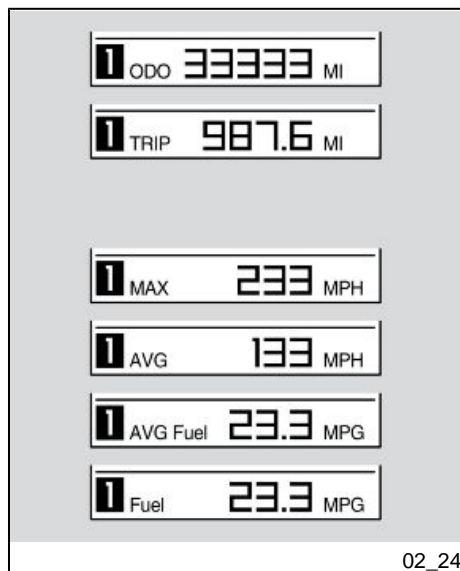 1 ODO 33333 MI
1 TRIP 987.6 MI
1 MAX 233 MPH
1 AVG 133 MPH
1 AVG Fuel 23.3 MPG
1 Fuel 23.3 MPG
02_24